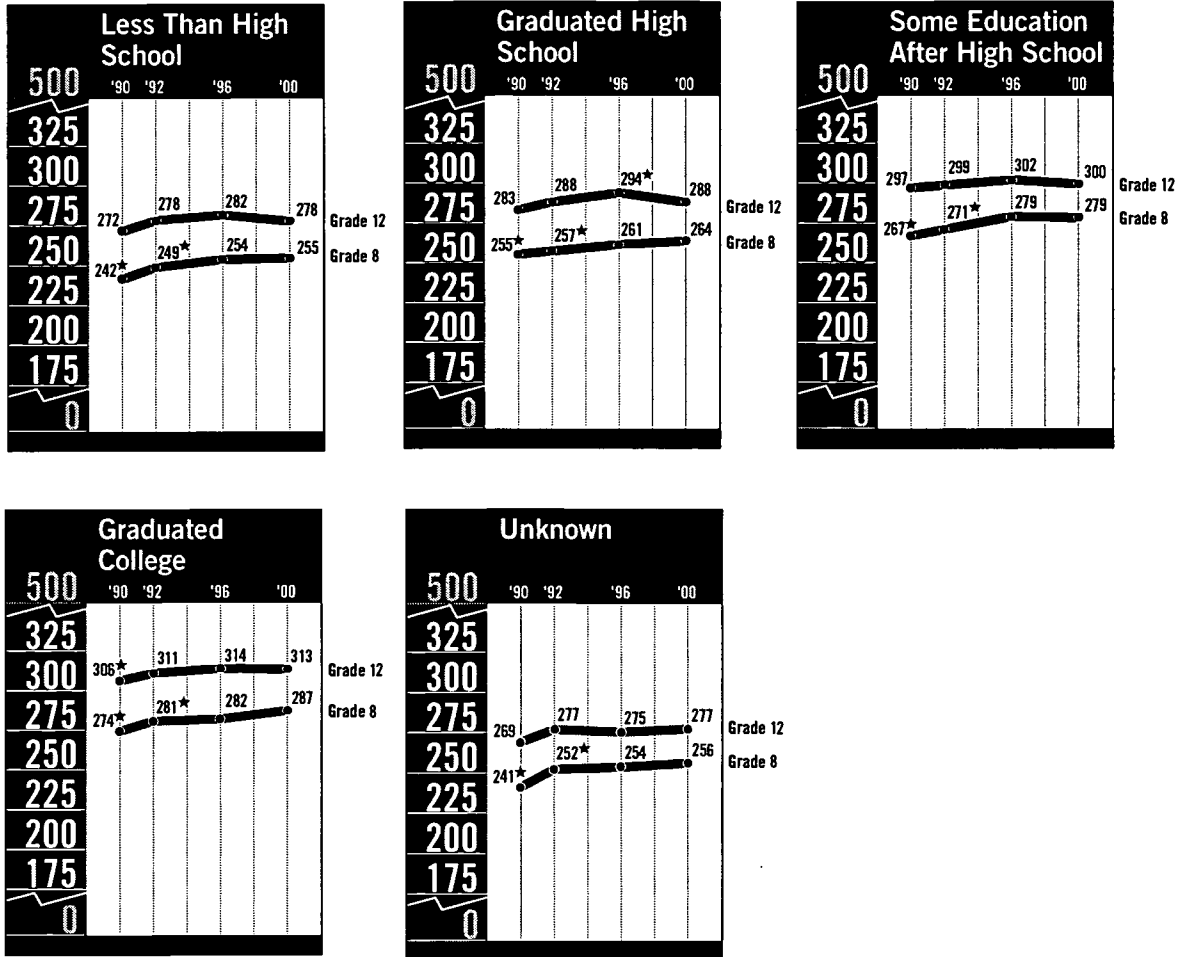 Less Than High
School
'90 '92 '96 '00
500
325
300
275
250
225
200
175
0
272 278 282 278 Grade 12
242★ 249★ 254 255 Grade 8
Graduated High
School
'90 '92 '96 '00
500
325
300
275
250
225
200
175
0
283 288 294★ 288 Grade 12
255★ 257★ 261 264 Grade 8
Some Education
After High School
'90 '92 '96 '00
500
325
300
275
250
225
200
175
0
297 299 302 300 Grade 12
267★ 271★ 279 279 Grade 8
Graduated
College
'90 '92 '96 '00
500
325
300
275
250
225
200
175
0
306★ 311 314 313 Grade 12
274★ 281★ 282 287 Grade 8
Unknown
'90 '92 '96 '00
500
325
300
275
250
225
200
175
0
269 277 275 277 Grade 12
241★ 252★ 254 256 Grade 8